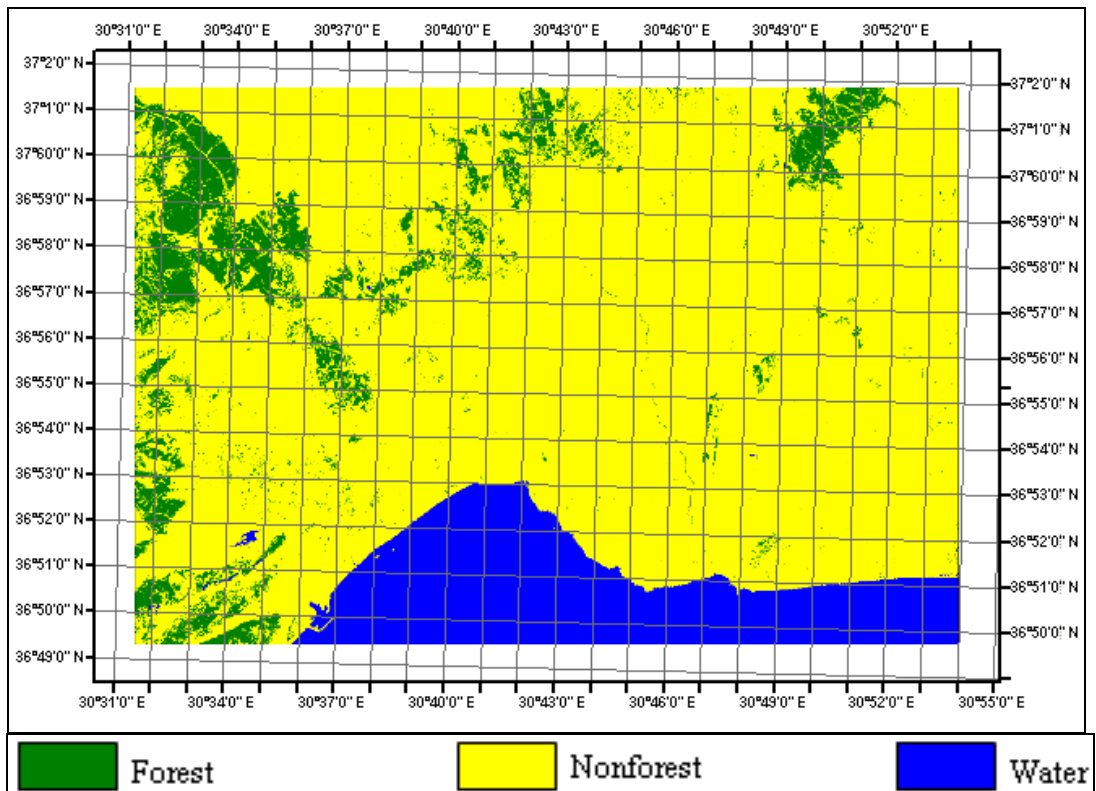 30°31'0" E 30°34'0" E 30°37'0" E 30°40'0" E 30°43'0" E 30°46'0" E 30°49'0" E 30°52'0" E
37°2'0" N 37°2'0" N
37°1'0" N 37°1'0" N
37°60'0" N 37°60'0" N
36°59'0" N 36°59'0" N
36°58'0" N 36°58'0" N
36°57'0" N 36°57'0" N
36°56'0" N 36°56'0" N
36°55'0" N 36°55'0" N
36°54'0" N 36°54'0" N
36°53'0" N 36°53'0" N
36°52'0" N 36°52'0" N
36°51'0" N 36°51'0" N
36°50'0" N 36°50'0" N
36°49'0" N
30°31'0" E 30°34'0" E 30°37'0" E 30°40'0" E 30°43'0" E 30°46'0" E 30°49'0" E 30°52'0" E 30°55'0" E
Forest Nonforest Water